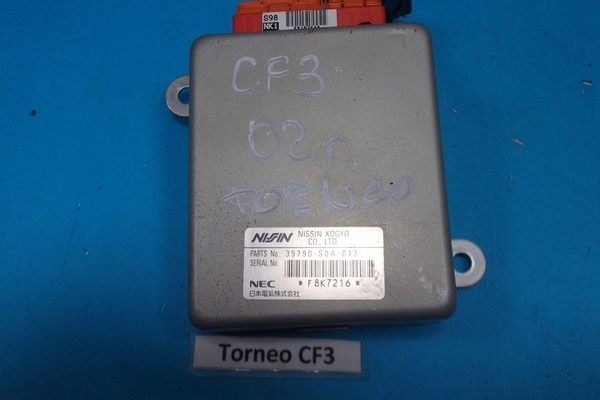 S98
NK1
CF3
02 г.
TORNEO
NISSIN NISSIN KOGYO
CO., LTD
PARTS No. 39790-S0A-013
SERIAL No.
NEC *F8K7216*
日本電気株式会社
Torneo CF3